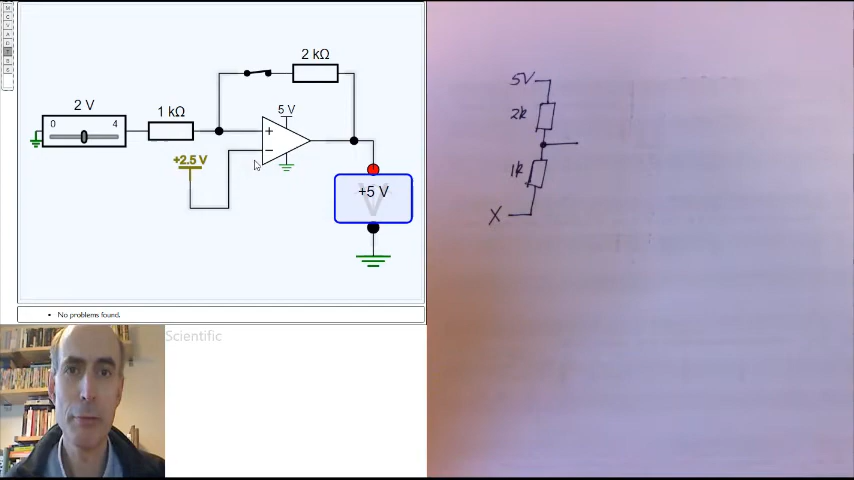 2 kΩ
5 V
2 V
0 4
1 kΩ
+
−
+2.5 V
+5 V
V
No problems found.
Scientific
5V
2k
1k
X